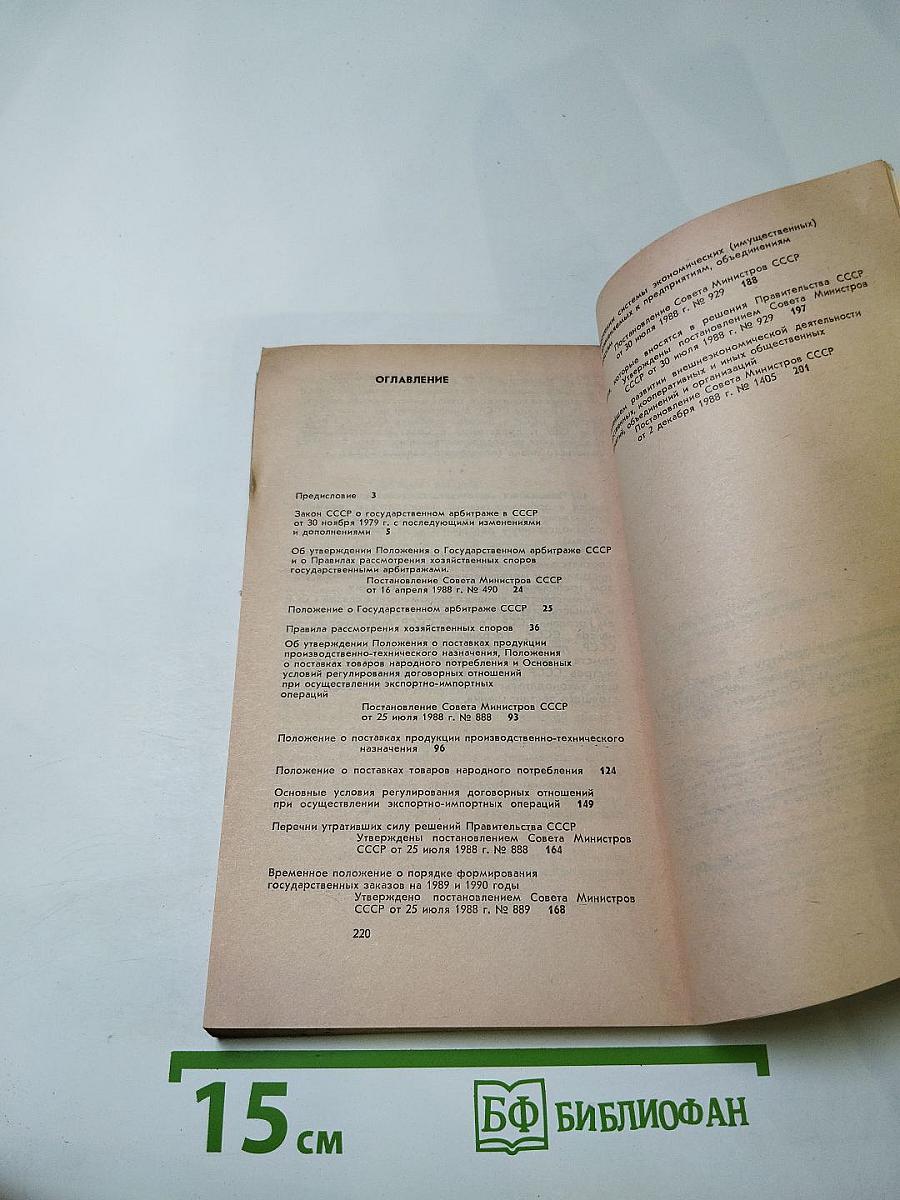 ОГЛАВЛЕНИЕ
Предисловие 3
Закон СССР о государственном арбитраже в СССР
от 30 ноября 1979 г. с последующими изменениями
и дополнениями 5
Об утверждении Положения о Государственном арбитраже СССР
и о Правилах рассмотрения хозяйственных споров
государственными арбитражами.
Постановление Совета Министров СССР
от 16 апреля 1988 г. № 490 24
Положение о Государственном арбитраже СССР 25
Правила рассмотрения хозяйственных споров 36
Об утверждении Положения о поставках продукции
производственно-технического назначения, Положения
о поставках товаров народного потребления и Основных
условий регулирования договорных отношений
при осуществлении экспортно-импортных
операций
Постановление Совета Министров СССР
от 25 июля 1988 г. № 888 93
Положение о поставках продукции производственно-технического
назначения 96
Положение о поставках товаров народного потребления 124
Основные условия регулирования договорных отношений
при осуществлении экспортно-импортных операций 149
Перечни утративших силу решений Правительства СССР
Утверждены постановлением Совета Министров
СССР от 25 июля 1988 г. № 888 164
Временное положение о порядке формирования
государственных заказов на 1989 и 1990 годы
Утверждено постановлением Совета Министров
СССР от 25 июля 1988 г. № 889 168
220
системы экономических (имущественных)
к предприятиям, объединениям
Постановление Совета Министров СССР
от 30 июля 1988 г. № 929 188
которые вносятся в решения Правительства СССР
Утверждены постановлением Совета Министров
СССР от 30 июля 1988 г. № 929 197
развитии внешнеэкономической деятельности
кооперативных и иных общественных
объединений и организаций
Постановление Совета Министров СССР
от 2 декабря 1988 г. № 1405 201
15 см
БФ БИБЛИОФАН